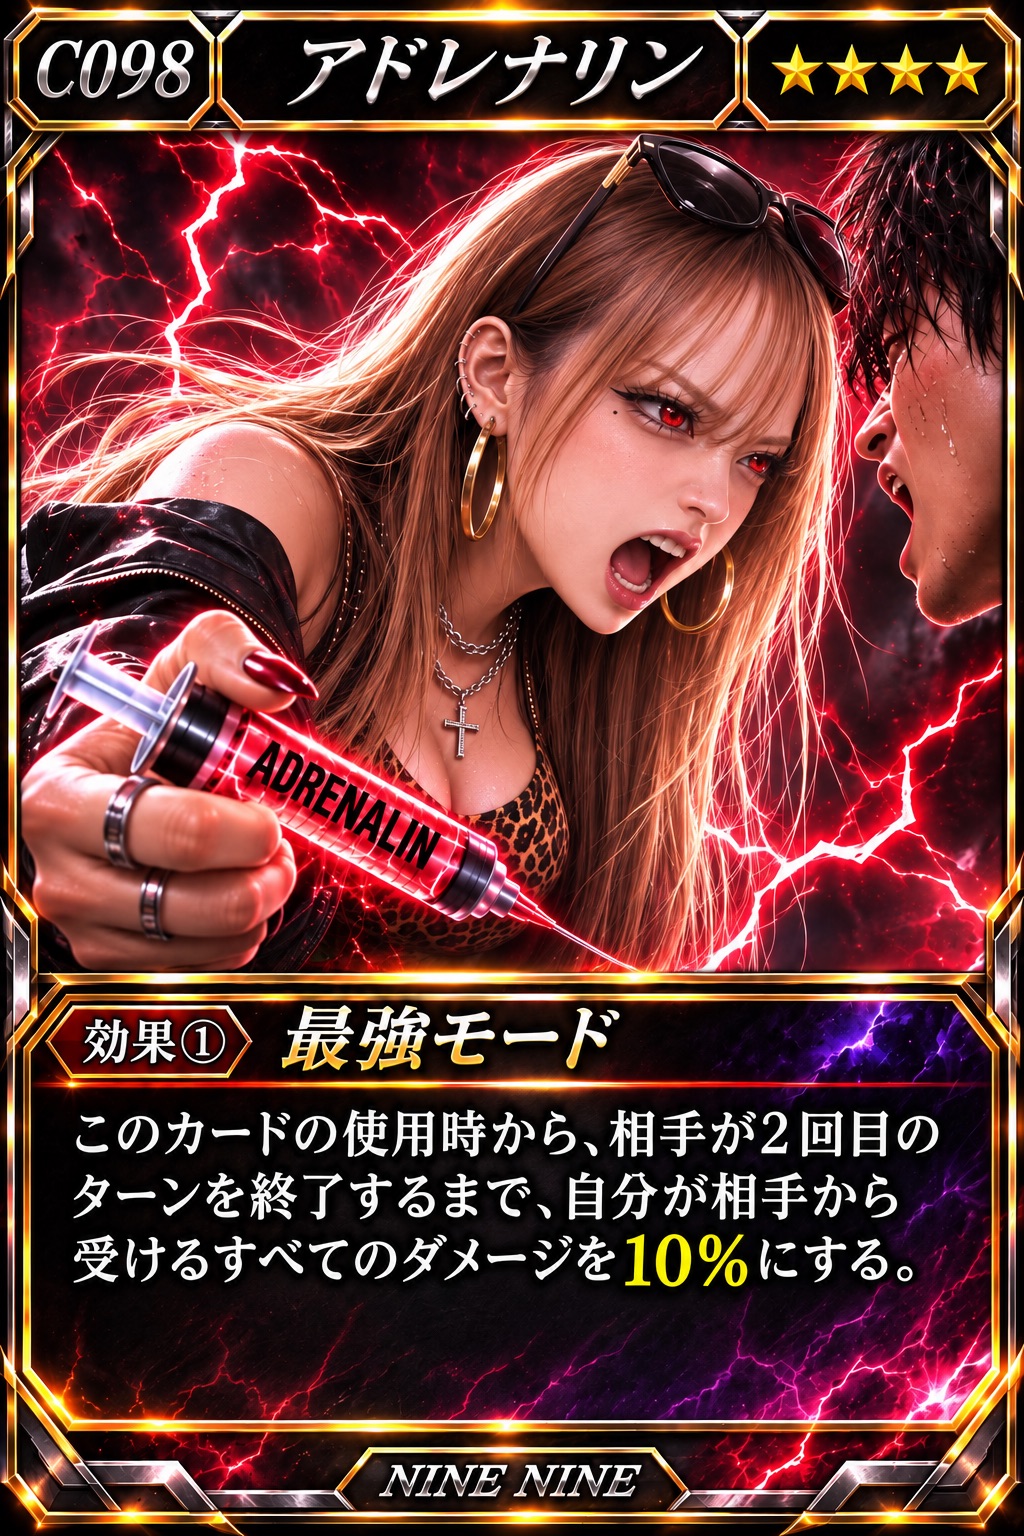 C098
アドレナリン
★★★★
ADRENALIN
効果①
最強モード
このカードの使用時から、相手が2回目の
ターンを終了するまで、自分が相手から
受けるすべてのダメージを10%にする。
NINE NINE